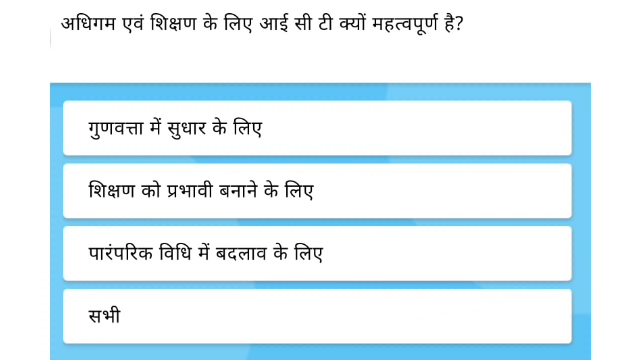 अधिगम एवं शिक्षण के लिए आई सी टी क्यों महत्वपूर्ण है?
गुणवत्ता में सुधार के लिए
शिक्षण को प्रभावी बनाने के लिए
पारंपरिक विधि में बदलाव के लिए
सभी